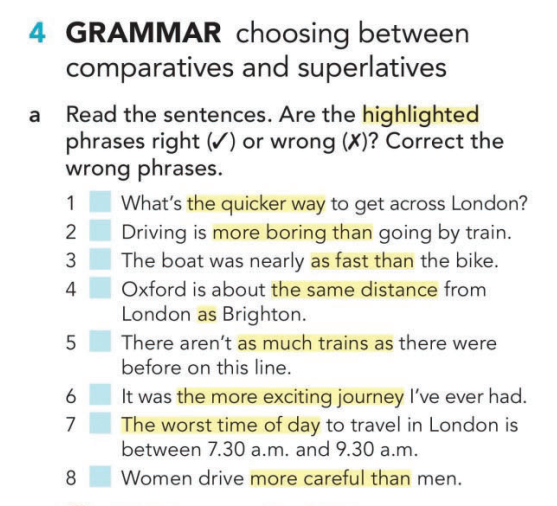 4 GRAMMAR choosing between
comparatives and superlatives
a Read the sentences. Are the highlighted
phrases right (✓) or wrong (✗)? Correct the
wrong phrases.
1 What's the quicker way to get across London?
2 Driving is more boring than going by train.
3 The boat was nearly as fast than the bike.
4 Oxford is about the same distance from
London as Brighton.
5 There aren't as much trains as there were
before on this line.
6 It was the more exciting journey I've ever had.
7 The worst time of day to travel in London is
between 7.30 a.m. and 9.30 a.m.
8 Women drive more careful than men.